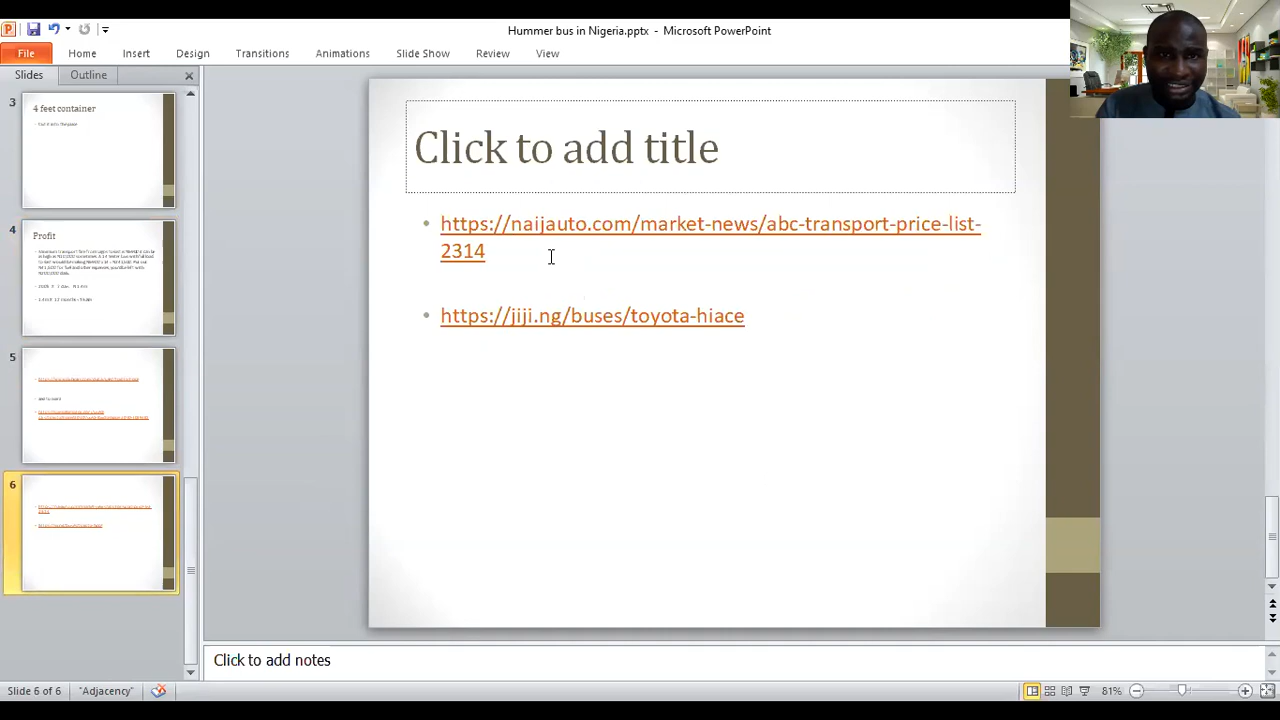 Hummer bus in Nigeria.pptx - Microsoft PowerPoint
File Home Insert Design Transitions Animations Slide Show Review View
Slides Outline
3
4 feet container
4
Profit
5
6
Click to add title
• https://naijauto.com/market-news/abc-transport-price-list-
2314
• https://jiji.ng/buses/toyota-hiace
Click to add notes
Slide 6 of 6 "Adjacency" 81%